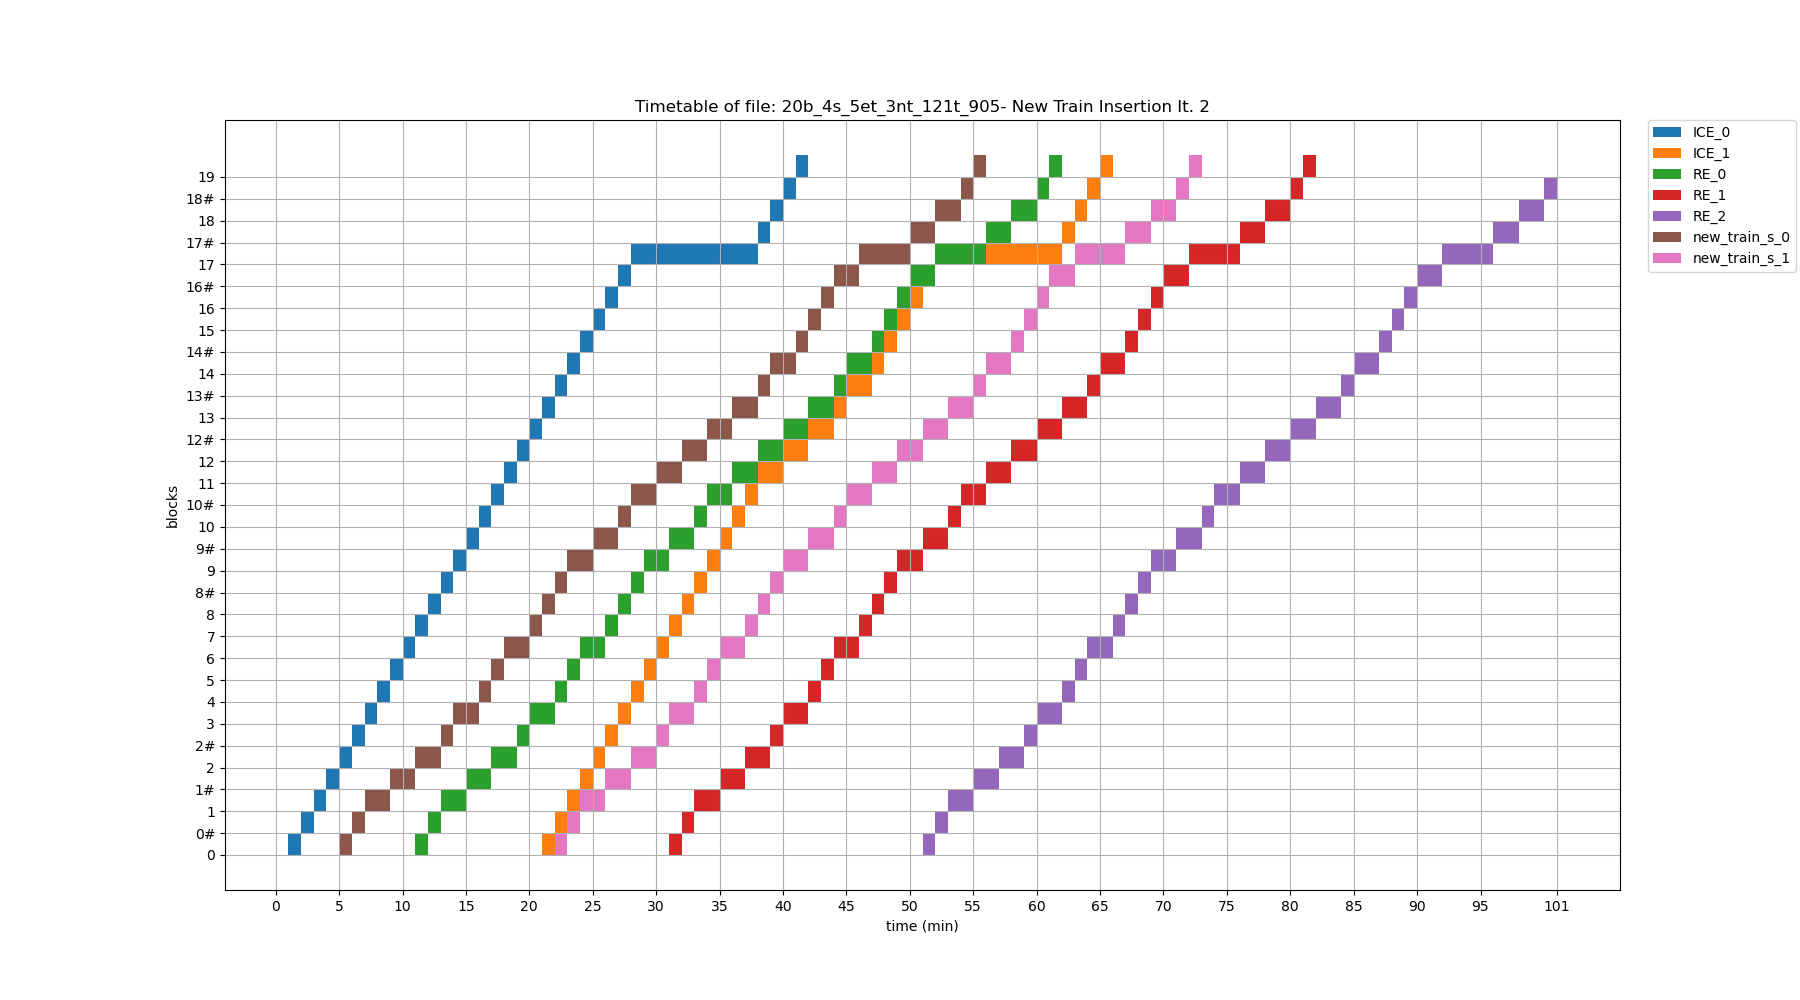 Timetable of file: 20b_4s_5et_3nt_121t_905- New Train Insertion It. 2
ICE_0
ICE_1
RE_0
RE_1
RE_2
new_train_s_0
new_train_s_1
19
18#
18
17#
17
16#
16
15
14#
14
13#
13
12#
12
11
10#
10
9#
9
8#
8
7
6
5
4
3
2#
2
1#
1
0#
0
blocks
0 5 10 15 20 25 30 35 40 45 50 55 60 65 70 75 80 85 90 95 101
time (min)